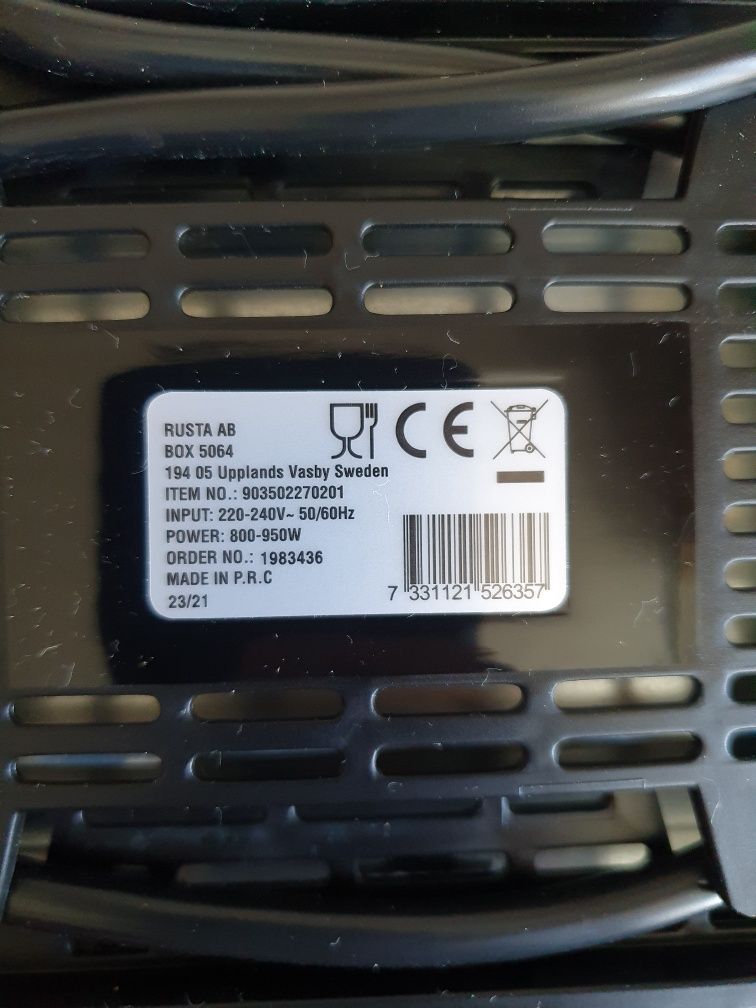 RUSTA AB
BOX 5064
194 05 Upplands Vasby Sweden
ITEM NO.: 903502270201
INPUT: 220-240V~ 50/60Hz
POWER: 800-950W
ORDER NO.: 1983436
MADE IN P.R.C
23/21
CE
7 331121 526357